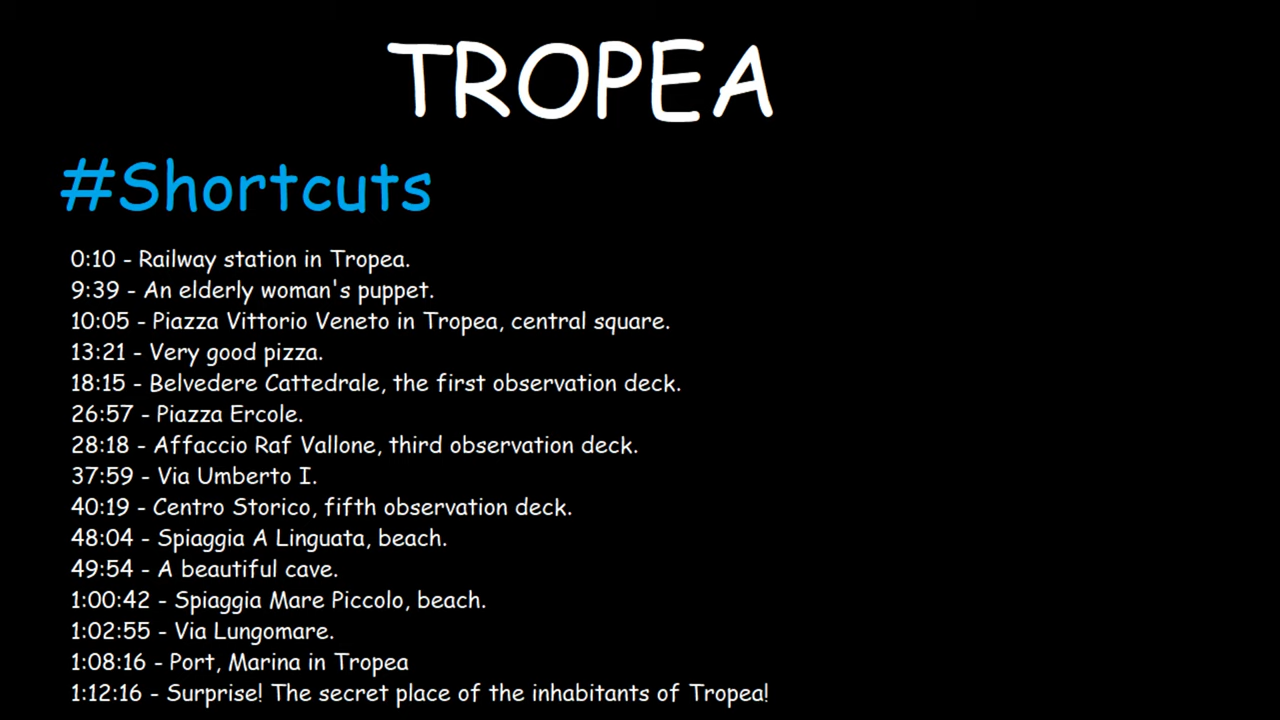 TROPEA
#Shortcuts
0:10 - Railway station in Tropea.
9:39 - An elderly woman's puppet.
10:05 - Piazza Vittorio Veneto in Tropea, central square.
13:21 - Very good pizza.
18:15 - Belvedere Cattedrale, the first observation deck.
26:57 - Piazza Ercole.
28:18 - Affaccio Raf Vallone, third observation deck.
37:59 - Via Umberto I.
40:19 - Centro Storico, fifth observation deck.
48:04 - Spiaggia A Linguata, beach.
49:54 - A beautiful cave.
1:00:42 - Spiaggia Mare Piccolo, beach.
1:02:55 - Via Lungomare.
1:08:16 - Port, Marina in Tropea
1:12:16 - Surprise! The secret place of the inhabitants of Tropea!